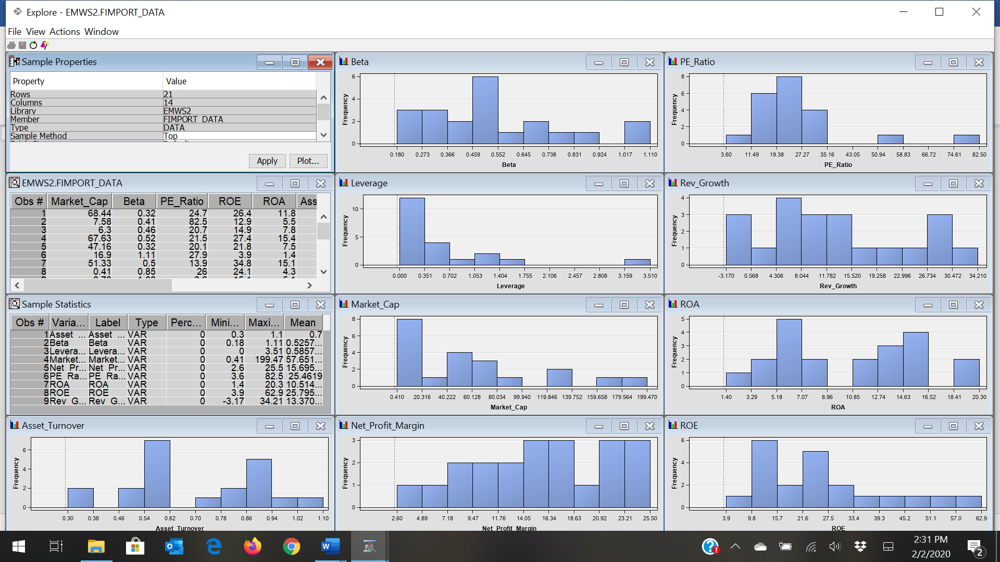 Explore - EMWS2.FIMPORT_DATA
File View Actions Window
Sample Properties
Property Value
Rows 21
Columns 14
Library EMWS2
Member FIMPORT_DATA
Type DATA
Sample Method Top
Apply Plot...
Beta
Frequency
6
4
2
0
0.180 0.273 0.366 0.459 0.552 0.645 0.738 0.831 0.924 1.017 1.110
Beta
PE_Ratio
Frequency
8
6
4
2
0
3.60 11.49 19.38 27.27 35.16 43.05 50.94 58.83 66.72 74.61 82.50
PE_Ratio
EMWS2.FIMPORT_DATA
Obs # Market_Cap Beta PE_Ratio ROE ROA Ass
1 68.44 0.32 24.7 26.4 11.8
2 7.58 0.41 82.5 12.9 5.5
3 6.3 0.46 20.7 14.9 7.8
4 67.63 0.52 21.5 27.4 15.4
5 47.16 0.32 20.1 21.8 7.5
6 16.9 1.11 27.9 3.9 1.4
7 51.33 0.5 13.9 34.8 15.1
8 0.41 0.85 26 24.1 4.3
Leverage
Frequency
10
5
0
0.000 0.351 0.702 1.053 1.404 1.755 2.106 2.457 2.808 3.159 3.510
Leverage
Rev_Growth
Frequency
4
3
2
1
0
-3.170 0.568 4.306 8.044 11.782 15.520 19.258 22.996 26.734 30.472 34.210
Rev_Growth
Sample Statistics
Obs # Varia... Label Type Perc... Mini... Maxi... Mean
1 Asset_... Asset_... VAR 0 0.3 1.1 0.7
2 Beta Beta VAR 0 0.18 1.11 0.5257...
3 Levera... Levera... VAR 0 0 3.51 0.5857...
4 Market... Market... VAR 0 0.41 199.47 57.651...
5 Net_Pr... Net_Pr... VAR 0 2.6 25.5 15.695...
6 PE_Ra... PE_Ra... VAR 0 3.6 82.5 25.4619
7 ROA ROA VAR 0 1.4 20.3 10.514...
8 ROE ROE VAR 0 3.9 62.9 25.795...
9 Rev_G... Rev_G... VAR 0 -3.17 34.21 13.370...
Market_Cap
Frequency
8
6
4
2
0
0.410 20.316 40.222 60.128 80.034 99.940 119.846 139.752 159.658 179.564 199.470
Market_Cap
ROA
Frequency
5
4
3
2
1
0
1.40 3.29 5.18 7.07 8.96 10.85 12.74 14.63 16.52 18.41 20.30
ROA
Asset_Turnover
Frequency
6
4
2
0
0.30 0.38 0.46 0.54 0.62 0.70 0.78 0.86 0.94 1.02 1.10
Asset_Turnover
Net_Profit_Margin
Frequency
3
2
1
0
2.60 4.89 7.18 9.47 11.76 14.05 16.34 18.63 20.92 23.21 25.50
Net_Profit_Margin
ROE
Frequency
6
4
2
0
3.9 9.8 15.7 21.6 27.5 33.4 39.3 45.2 51.1 57.0 62.9
ROE
2:31 PM
2/2/2020
2